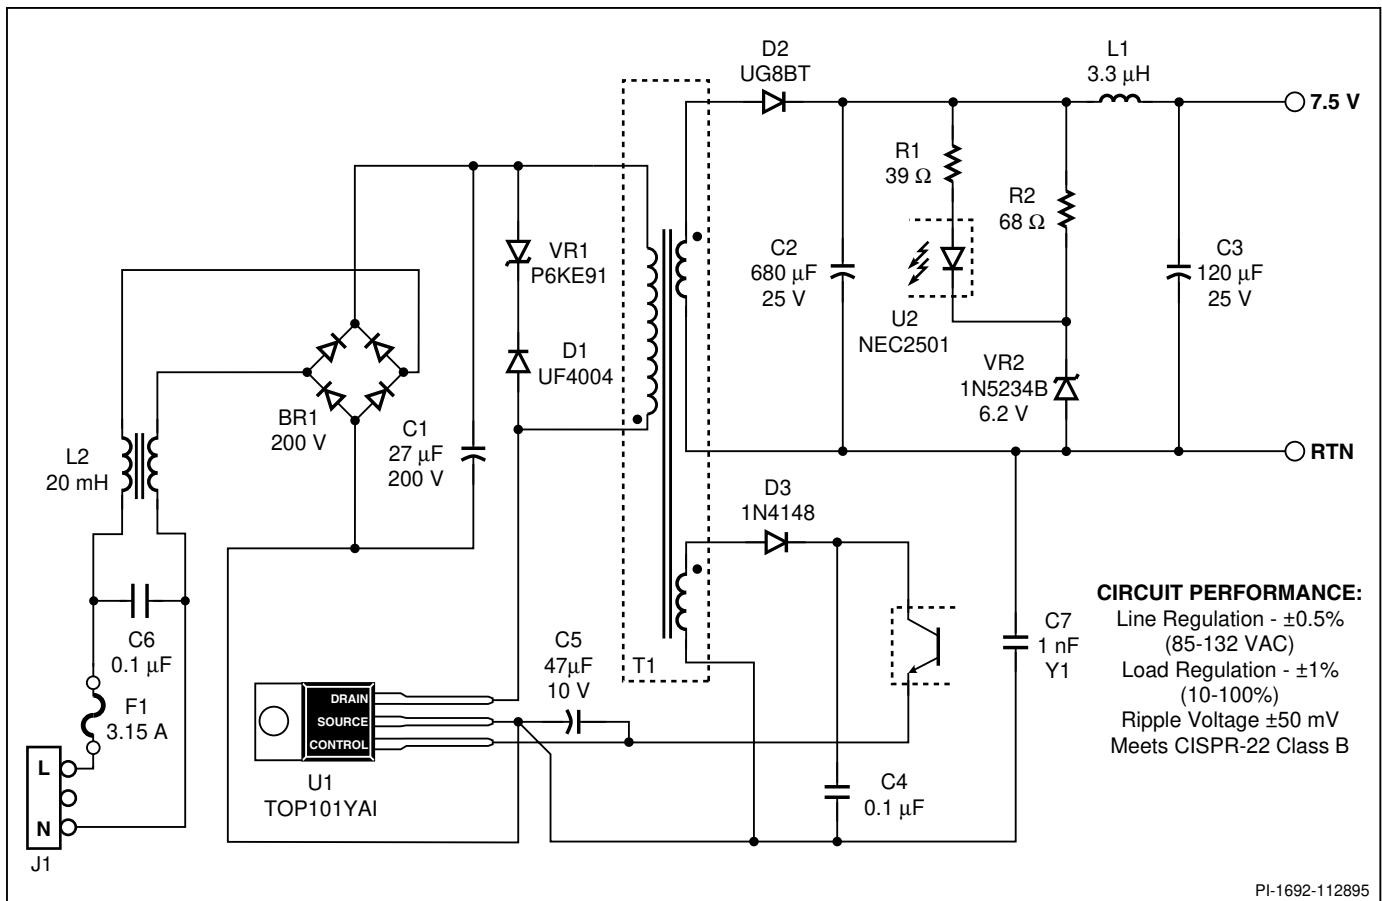 D2
UG8BT
L1
3.3 µH
7.5 V
R1
39 Ω
R2
68 Ω
VR1
P6KE91
C2
680 µF
25 V
C3
120 µF
25 V
U2
NEC2501
D1
UF4004
VR2
1N5234B
6.2 V
BR1
200 V
C1
27 µF
200 V
L2
20 mH
RTN
D3
1N4148
CIRCUIT PERFORMANCE:
Line Regulation - ±0.5%
(85-132 VAC)
Load Regulation - ±1%
(10-100%)
Ripple Voltage ±50 mV
Meets CISPR-22 Class B
C6
0.1 µF
C7
1 nF
Y1
C5
47µF
10 V
T1
F1
3.15 A
DRAIN
SOURCE
CONTROL
L
N
J1
U1
TOP101YAI
C4
0.1 µF
PI-1692-112895